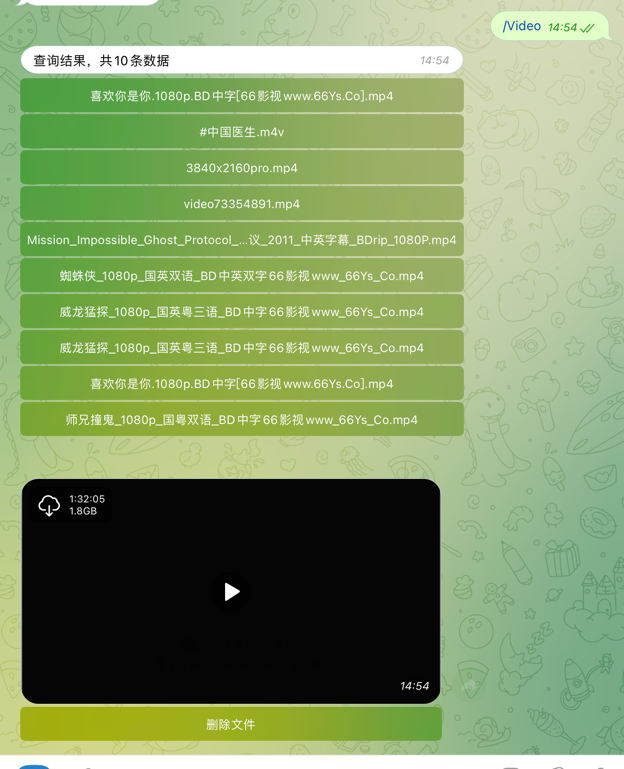 /Video 14:54
查询结果，共10条数据 14:54
喜欢你是你.1080p.BD中字[66影视www.66Ys.Co].mp4
#中国医生.m4v
3840x2160pro.mp4
video73354891.mp4
Mission_Impossible_Ghost_Protocol_...议_2011_中英字幕_BDrip_1080P.mp4
蜘蛛侠_1080p_国英双语_BD中英双字66影视www_66Ys_Co.mp4
威龙猛探_1080p_国英粤三语_BD中字66影视www_66Ys_Co.mp4
威龙猛探_1080p_国英粤三语_BD中字66影视www_66Ys_Co.mp4
喜欢你是你.1080p.BD中字[66影视www.66Ys.Co].mp4
师兄撞鬼_1080p_国粤双语_BD中字66影视www_66Ys_Co.mp4
1:32:05
1.8GB
14:54
删除文件